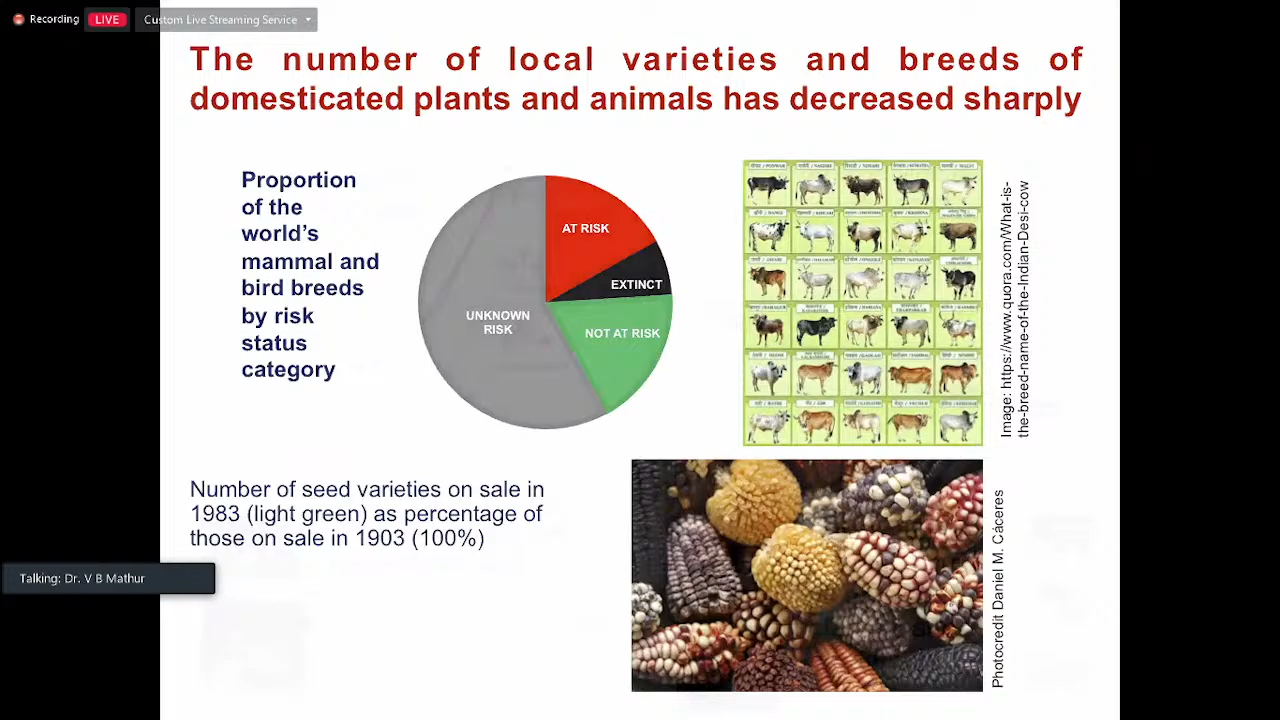 Recording
LIVE
Custom Live Streaming Service
The number of local varieties and breeds of
domesticated plants and animals has decreased sharply
Proportion
of the
world's
mammal and
bird breeds
by risk
status
category
AT RISK
EXTINCT
UNKNOWN
RISK
NOT AT RISK
Image: https://www.quora.com/What-is-
the-breed-name-of-the-Indian-Desi-cow
Number of seed varieties on sale in
1983 (light green) as percentage of
those on sale in 1903 (100%)
Photocredit Daniel M. Cáceres
Talking: Dr. V B Mathur